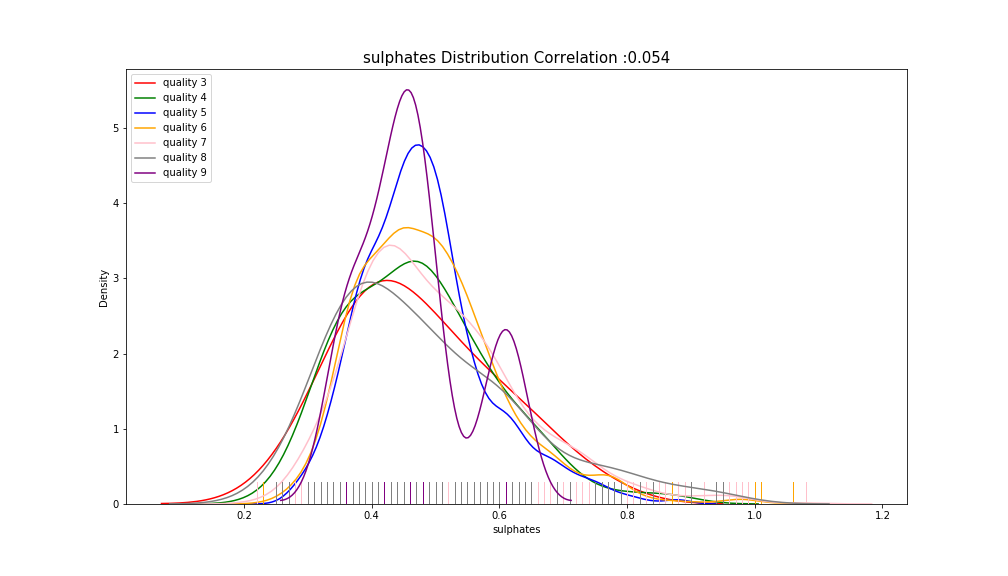 sulphates Distribution Correlation :0.054
quality 3
quality 4
quality 5
quality 6
quality 7
quality 8
quality 9
Density
5
4
3
2
1
0
0.2 0.4 0.6 0.8 1.0 1.2
sulphates